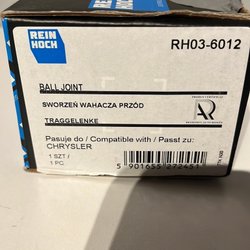 REIN
HOCH
RH03-6012
BALL JOINT
SWORZEŃ WAHACZA PRZÓD
TRAGGELENKE
AR
Pasuje do / Compatible with / Passt zu:
CHRYSLER
1 SZT /
1 PC
5 901655 272451